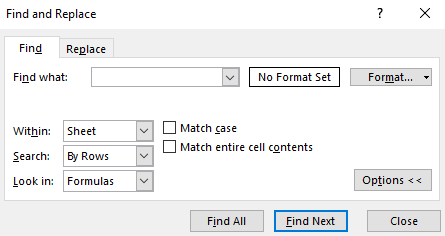 Find and Replace ?
Find Replace
Find what: No Format Set Format...
Within: Sheet Match case
Search: By Rows Match entire cell contents
Look in: Formulas Options <<
Find All Find Next Close